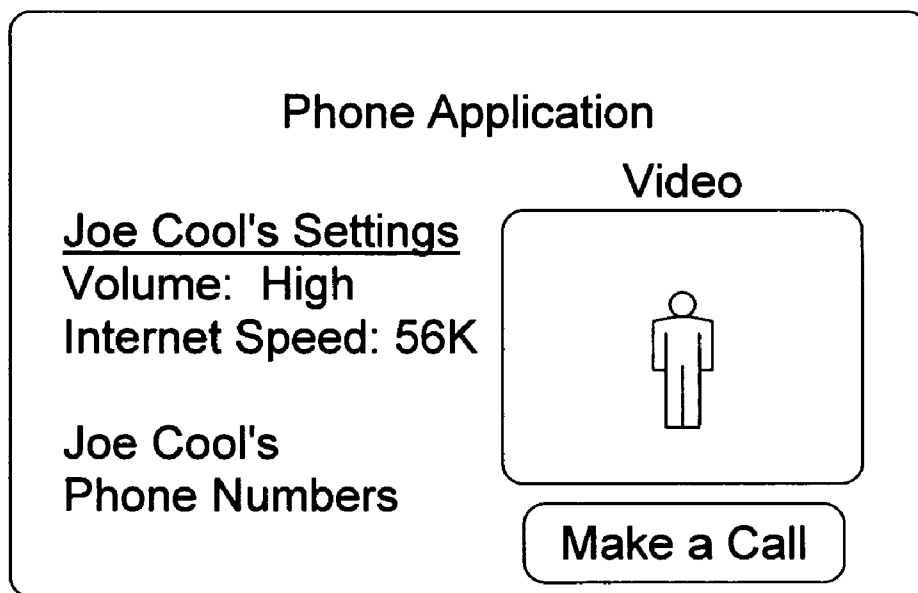 Phone Application
Video
Joe Cool's Settings
Volume: High
Internet Speed: 56K
Joe Cool's
Phone Numbers
Make a Call